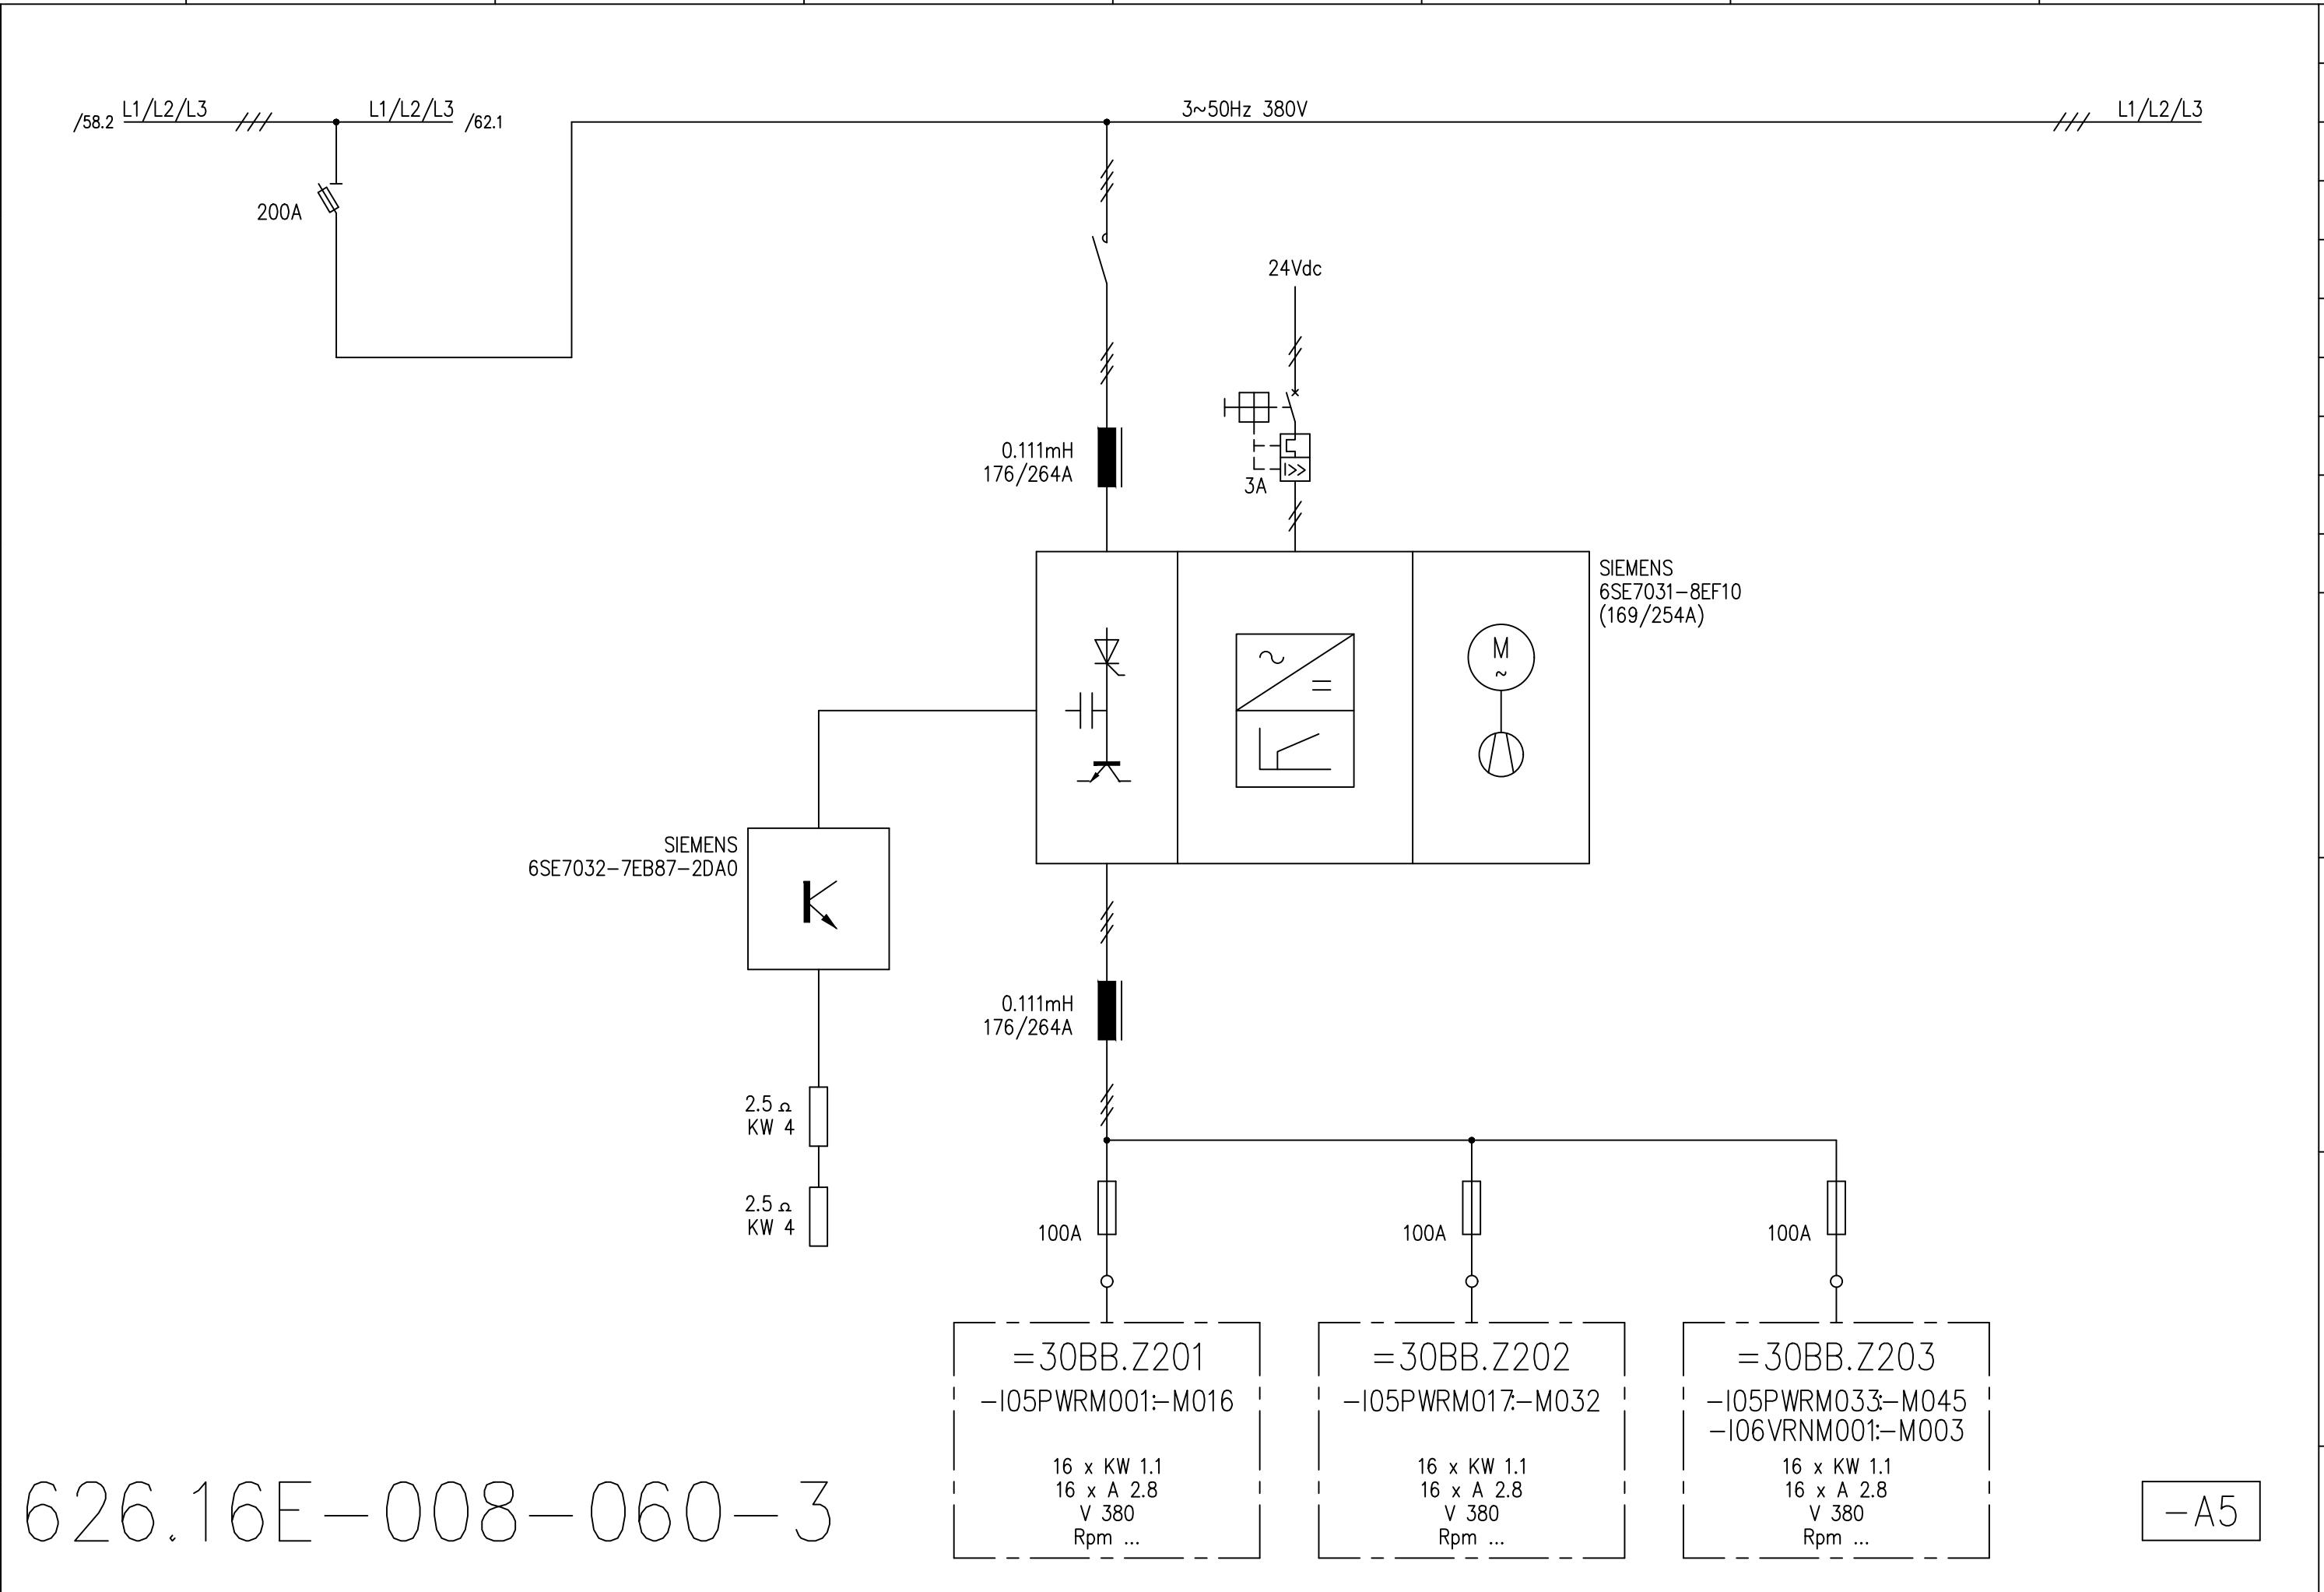 /58.2 L1/L2/L3 L1/L2/L3 /62.1 3~50Hz 380V L1/L2/L3
200A
24Vdc
0.111mH
176/264A
I>>
3A
SIEMENS
6SE7031-8EF10
(169/254A)
M
~
SIEMENS
6SE7032-7EB87-2DA0
0.111mH
176/264A
2.5 Ω
KW 4
2.5 Ω
KW 4
100A 100A 100A
=30BB.Z201
-I05PWRM001:-M016
16 x KW 1.1
16 x A 2.8
V 380
Rpm ...
=30BB.Z202
-I05PWRM017:-M032
16 x KW 1.1
16 x A 2.8
V 380
Rpm ...
=30BB.Z203
-I05PWRM033:-M045
-I06VRNM001:-M003
16 x KW 1.1
16 x A 2.8
V 380
Rpm ...
626.16E-008-060-3
-A5